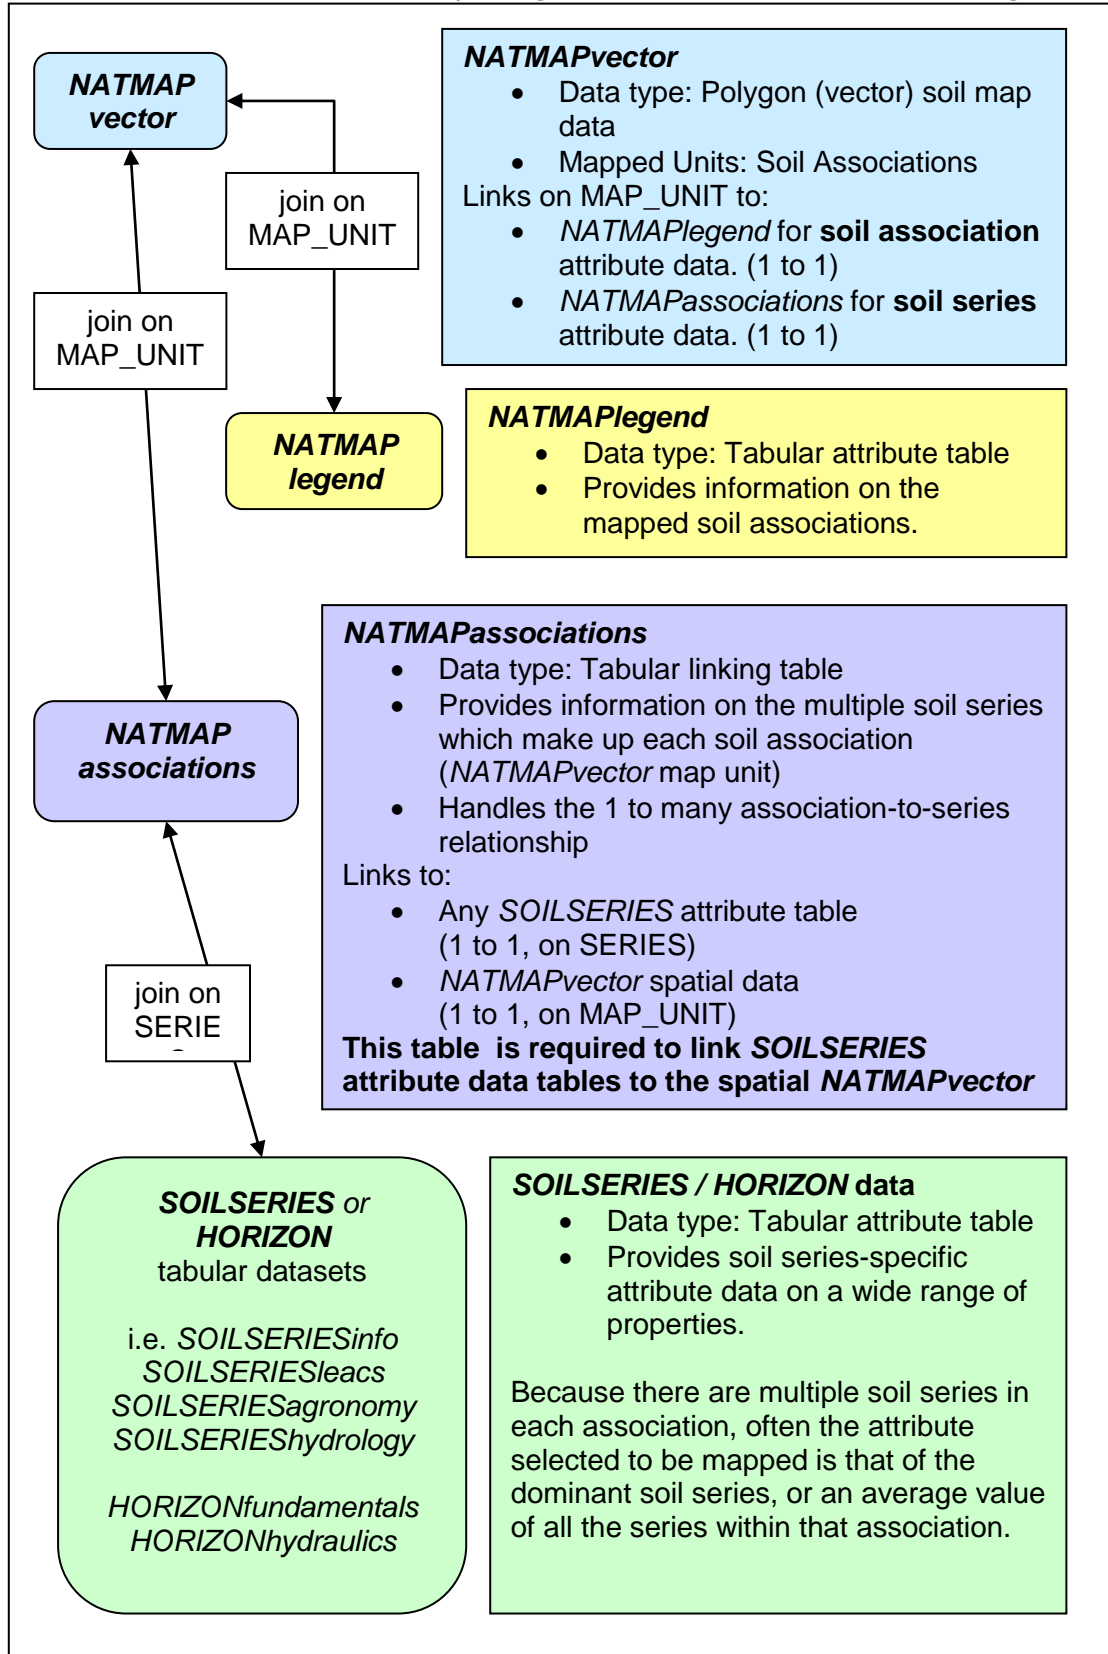 NATMAP
vector
join on
MAP_UNIT
join on
MAP_UNIT
NATMAP
legend
NATMAP
associations
join on
SERIE
SOILSERIES or
HORIZON
tabular datasets
i.e. SOILSERIESinfo
SOILSERIESleacs
SOILSERIESagronomy
SOILSERIEShydrology
HORIZONfundamentals
HORIZONhydraulics
NATMAPvector
• Data type: Polygon (vector) soil map
data
• Mapped Units: Soil Associations
Links on MAP_UNIT to:
• NATMAPlegend for soil association
attribute data. (1 to 1)
• NATMAPassociations for soil series
attribute data. (1 to 1)
NATMAPlegend
• Data type: Tabular attribute table
• Provides information on the
mapped soil associations.
NATMAPassociations
• Data type: Tabular linking table
• Provides information on the multiple soil series
which make up each soil association
(NATMAPvector map unit)
• Handles the 1 to many association-to-series
relationship
Links to:
• Any SOILSERIES attribute table
(1 to 1, on SERIES)
• NATMAPvector spatial data
(1 to 1, on MAP_UNIT)
This table is required to link SOILSERIES
attribute data tables to the spatial NATMAPvector
SOILSERIES / HORIZON data
• Data type: Tabular attribute table
• Provides soil series-specific
attribute data on a wide range of
properties.
Because there are multiple soil series in
each association, often the attribute
selected to be mapped is that of the
dominant soil series, or an average value
of all the series within that association.